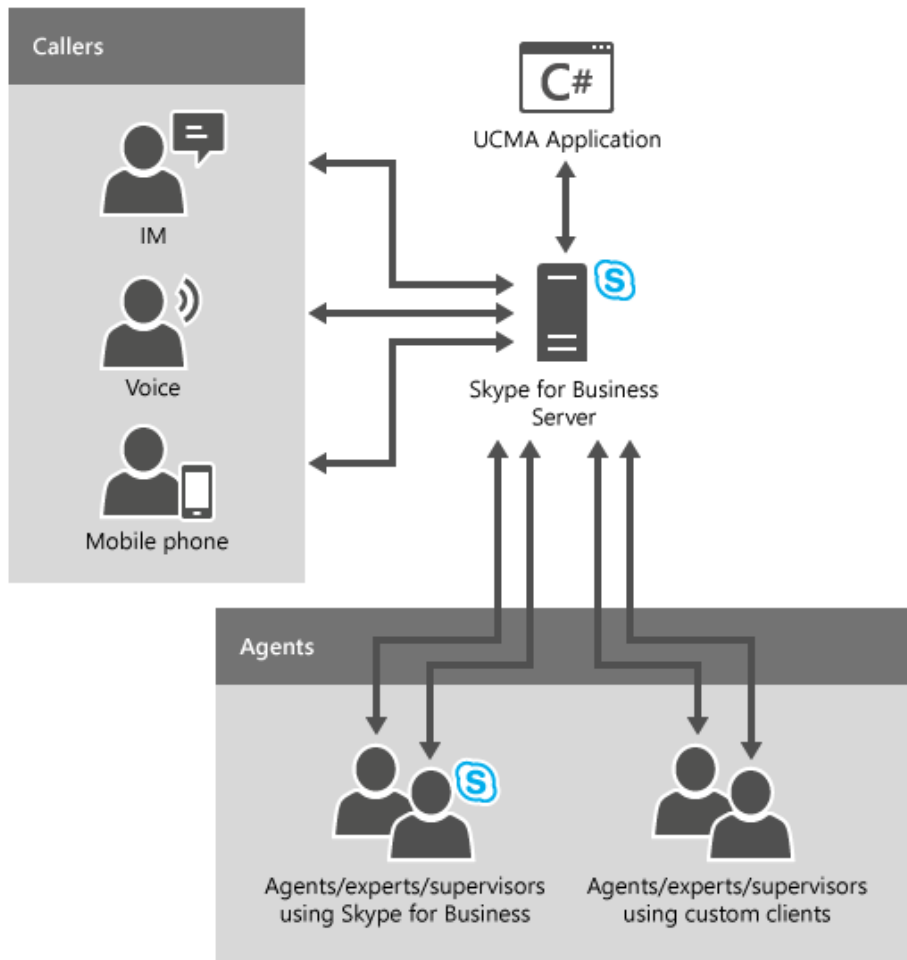 Callers
IM
Voice
Mobile phone
C#
UCMA Application
S
Skype for Business
Server
Agents
S
Agents/experts/supervisors
using Skype for Business
Agents/experts/supervisors
using custom clients